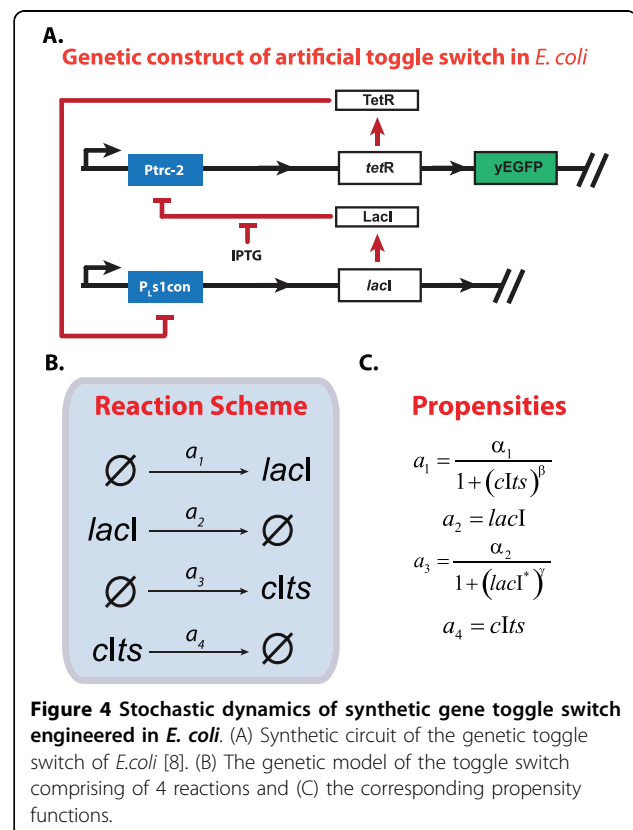 A.
Genetic construct of artificial toggle switch in E. coli
TetR
Ptrc-2
tetR
yEGFP
LacI
IPTG
PLs1con
lacI
B.
Reaction Scheme
∅ a1 lacI
lacI a2 ∅
∅ a3 cIts
cIts a4 ∅
C.
Propensities
a1 = α1 / 1 + (cIts)^β
a2 = lacI
a3 = α2 / 1 + (lacI*)^γ
a4 = cIts
Figure 4 Stochastic dynamics of synthetic gene toggle switch
engineered in E. coli. (A) Synthetic circuit of the genetic toggle
switch of E.coli [8]. (B) The genetic model of the toggle switch
comprising of 4 reactions and (C) the corresponding propensity
functions.